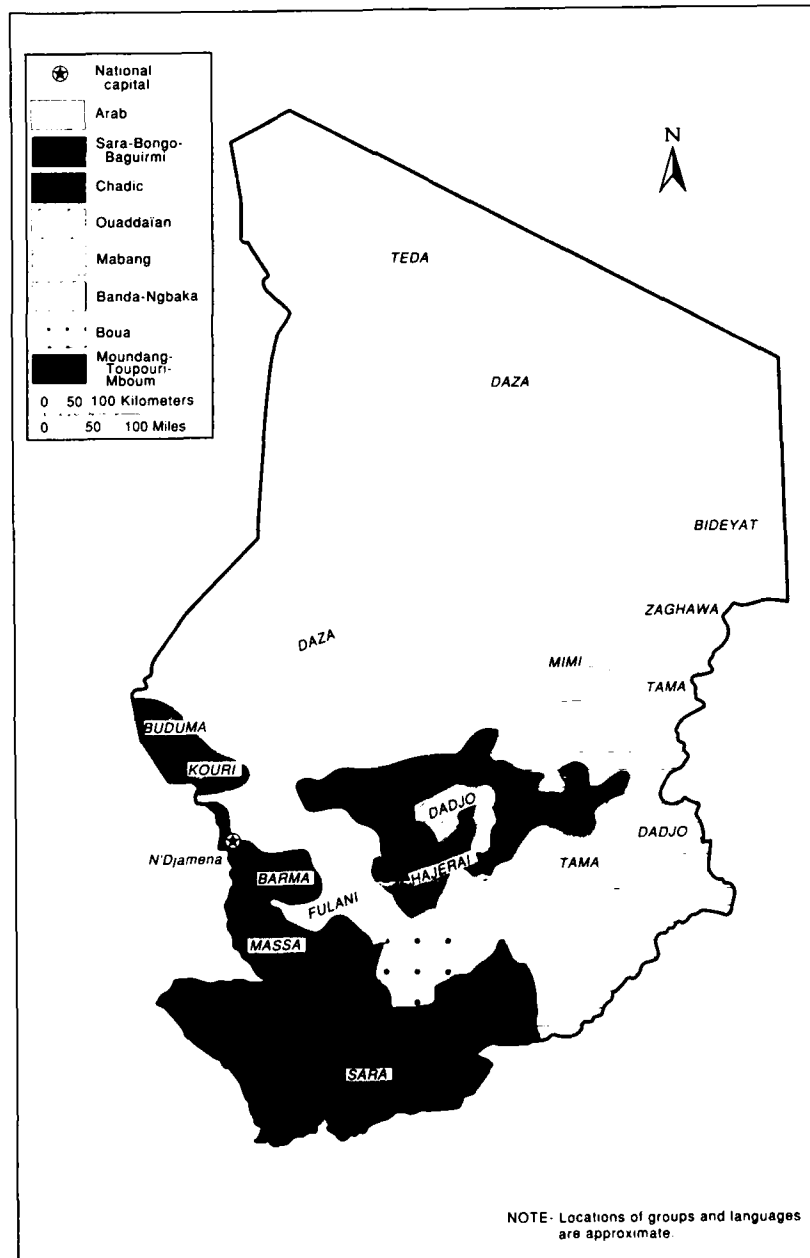 National
capital
Arab
Sara-Bongo-
Baguirmi
Chadic
Ouaddaïan
Mabang
Banda-Ngbaka
Boua
Moundang-
Toupouri-
Mboum
0 50 100 Kilometers
0 50 100 Miles
N
TEDA
DAZA
BIDEYAT
ZAGHAWA
DAZA
MIMI
TAMA
BUDUMA
KOURI
DADJO
DADJO
N'Djamena
HAJERAI
TAMA
BARMA
FULANI
MASSA
SARA
NOTE- Locations of groups and languages
are approximate.